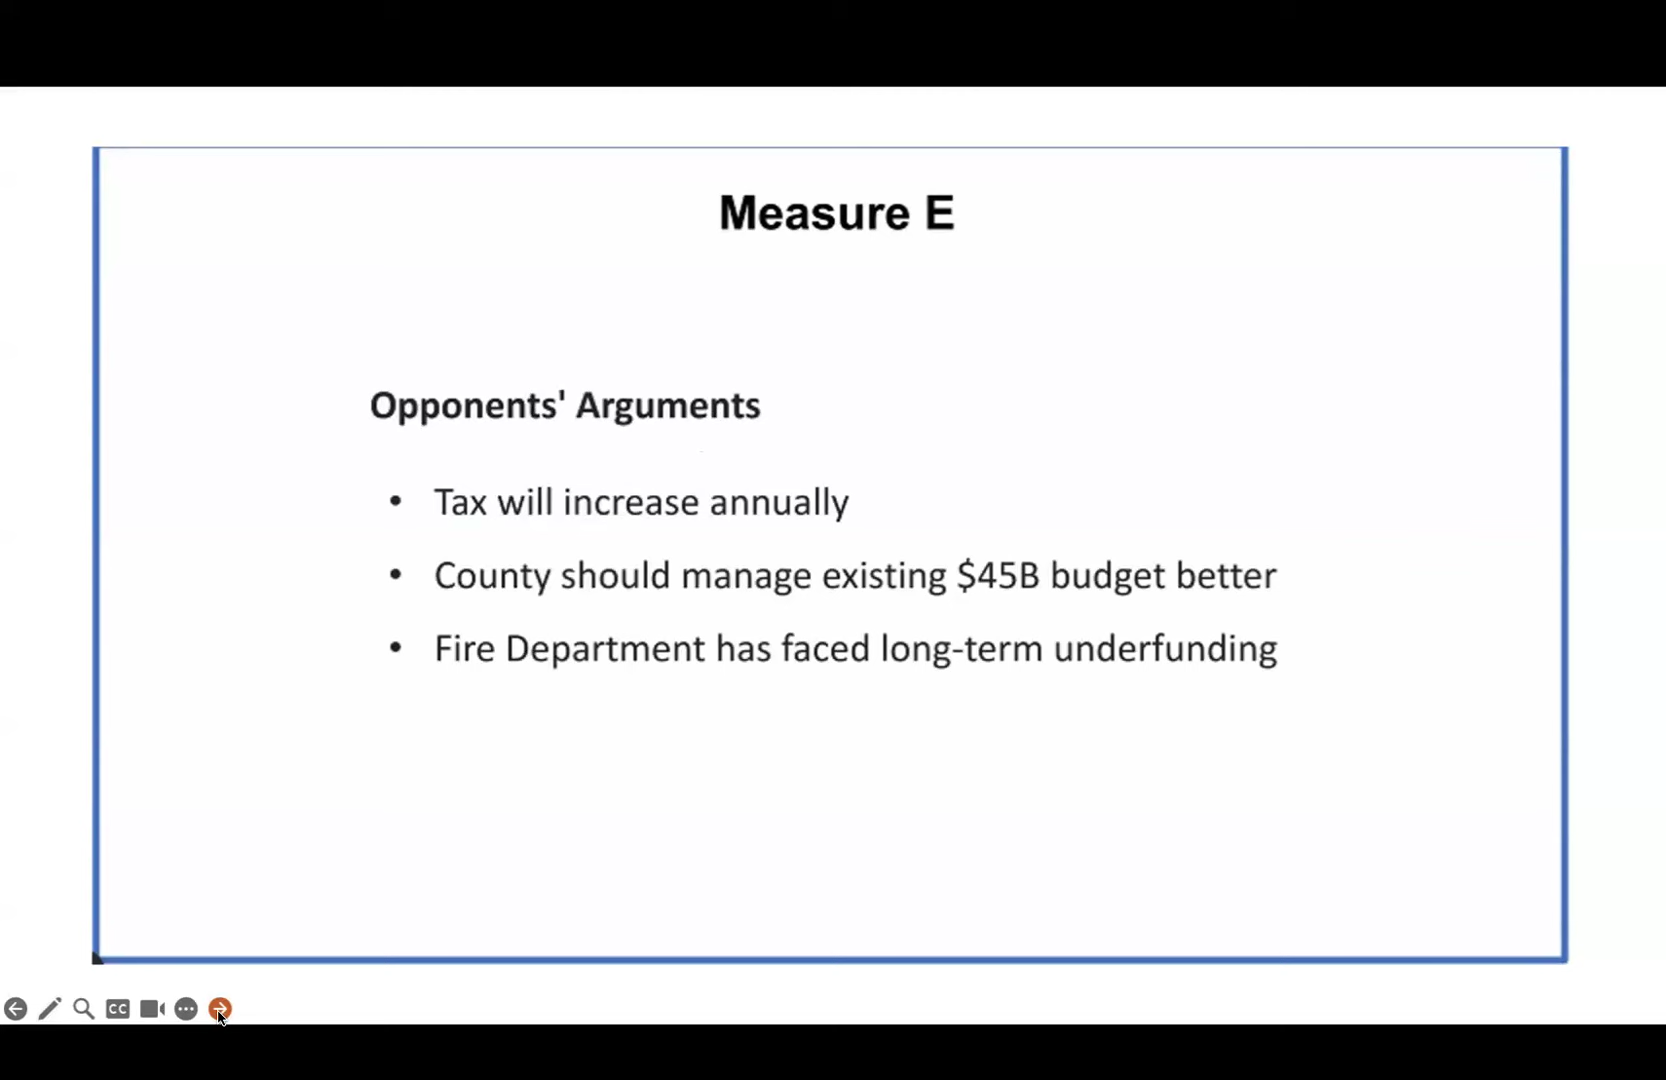 Measure E
Opponents' Arguments
• Tax will increase annually
• County should manage existing $45B budget better
• Fire Department has faced long-term underfunding
CC